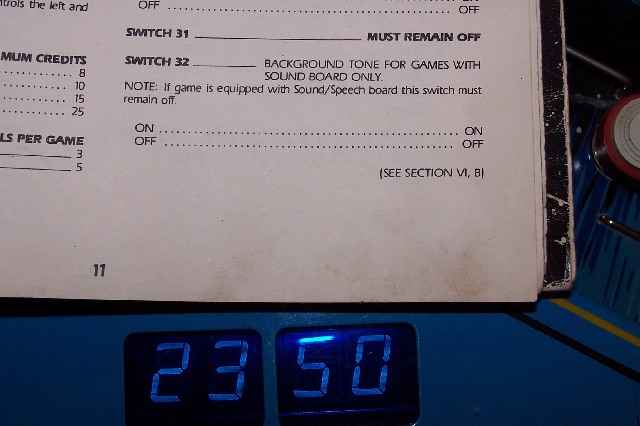 trols the left and
MUM CREDITS
............ 8
............ 10
............ 15
............ 25
LS PER GAME
3
5
OFF ............................................. OFF
SWITCH 31 ____________ MUST REMAIN OFF
SWITCH 32 ________ BACKGROUND TONE FOR GAMES WITH
SOUND BOARD ONLY.
NOTE: If game is equipped with Sound/Speech board this switch must
remain off.
ON ............................................. ON
OFF ............................................. OFF
(SEE SECTION VI, B)
11
23 50